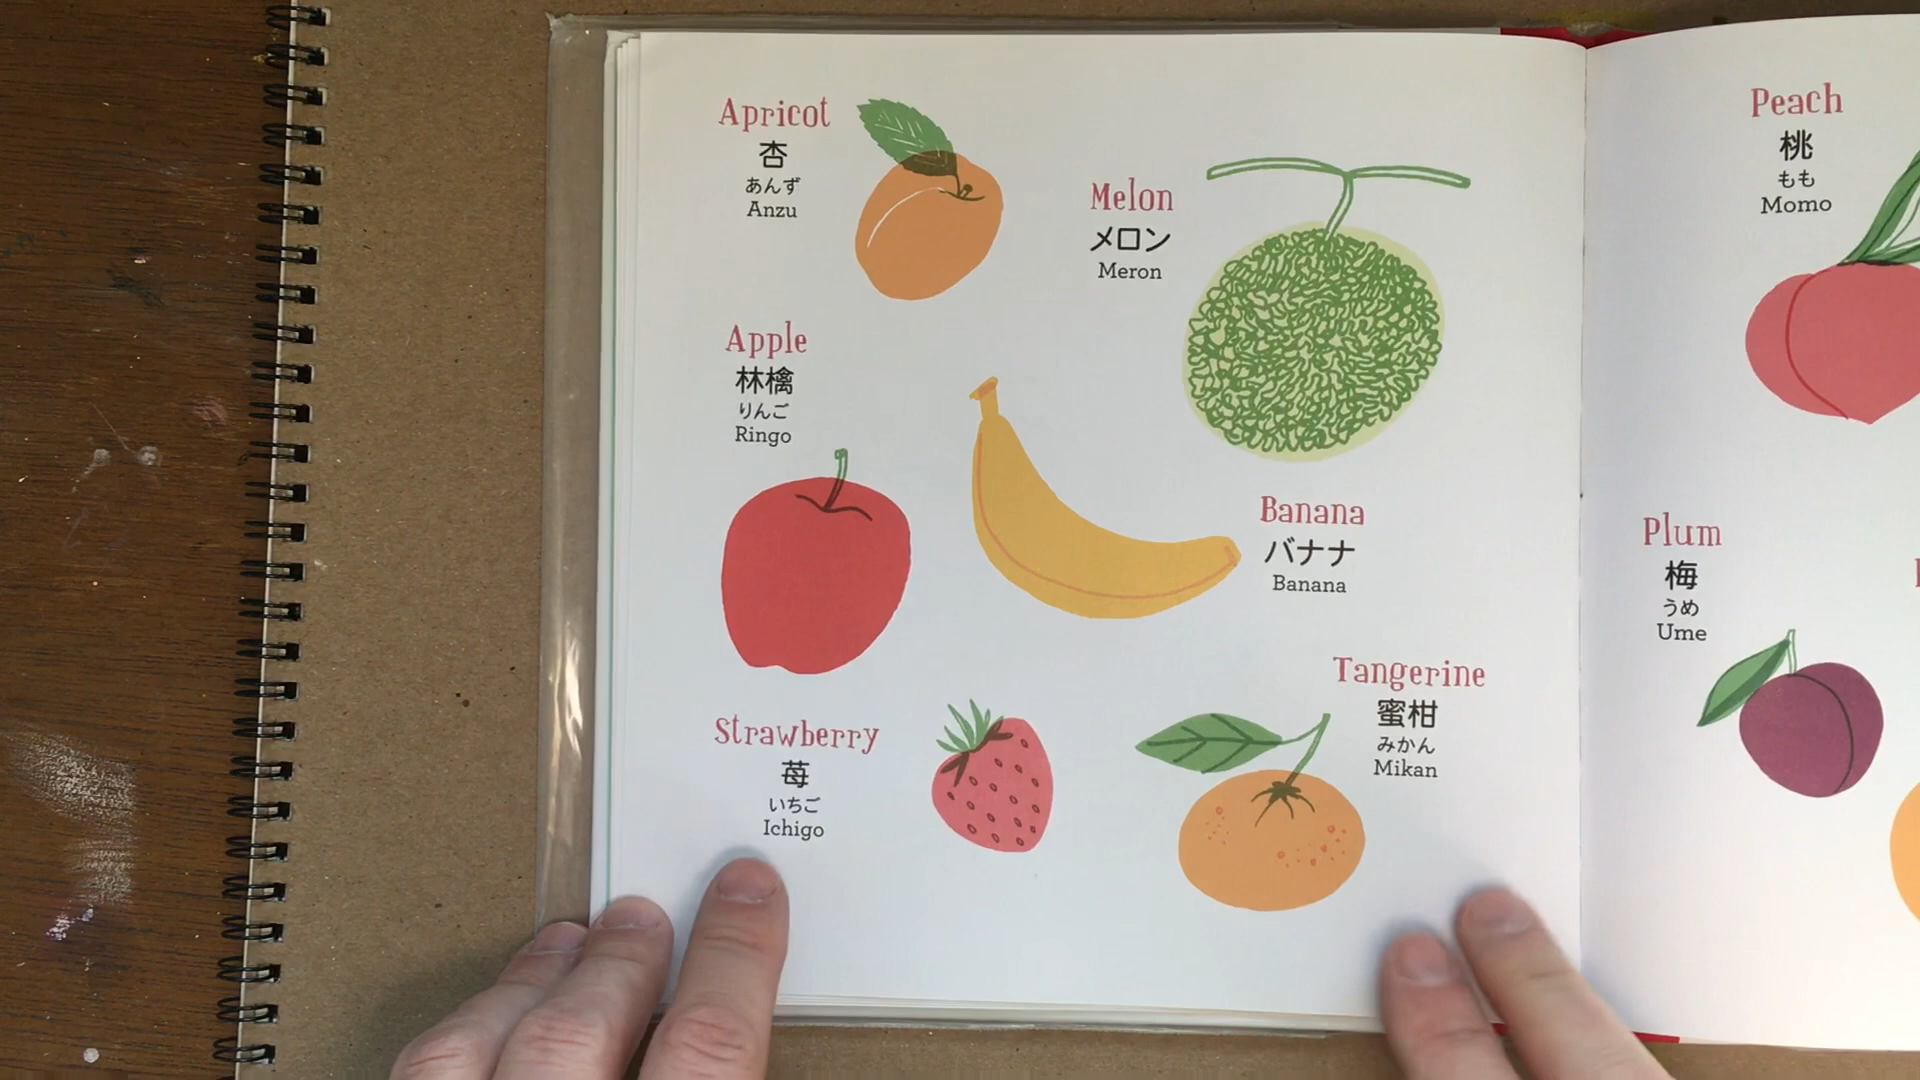 Apricot
杏
あんず
Anzu
Melon
メロン
Meron
Apple
林檎
りんご
Ringo
Banana
バナナ
Banana
Tangerine
蜜柑
みかん
Mikan
Strawberry
苺
いちご
Ichigo
Peach
桃
もも
Momo
Plum
梅
うめ
Ume